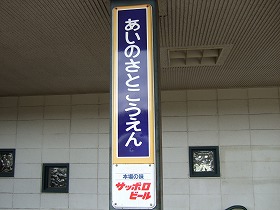 あいのさとこうえん
本場の味
サッポロ
ビール